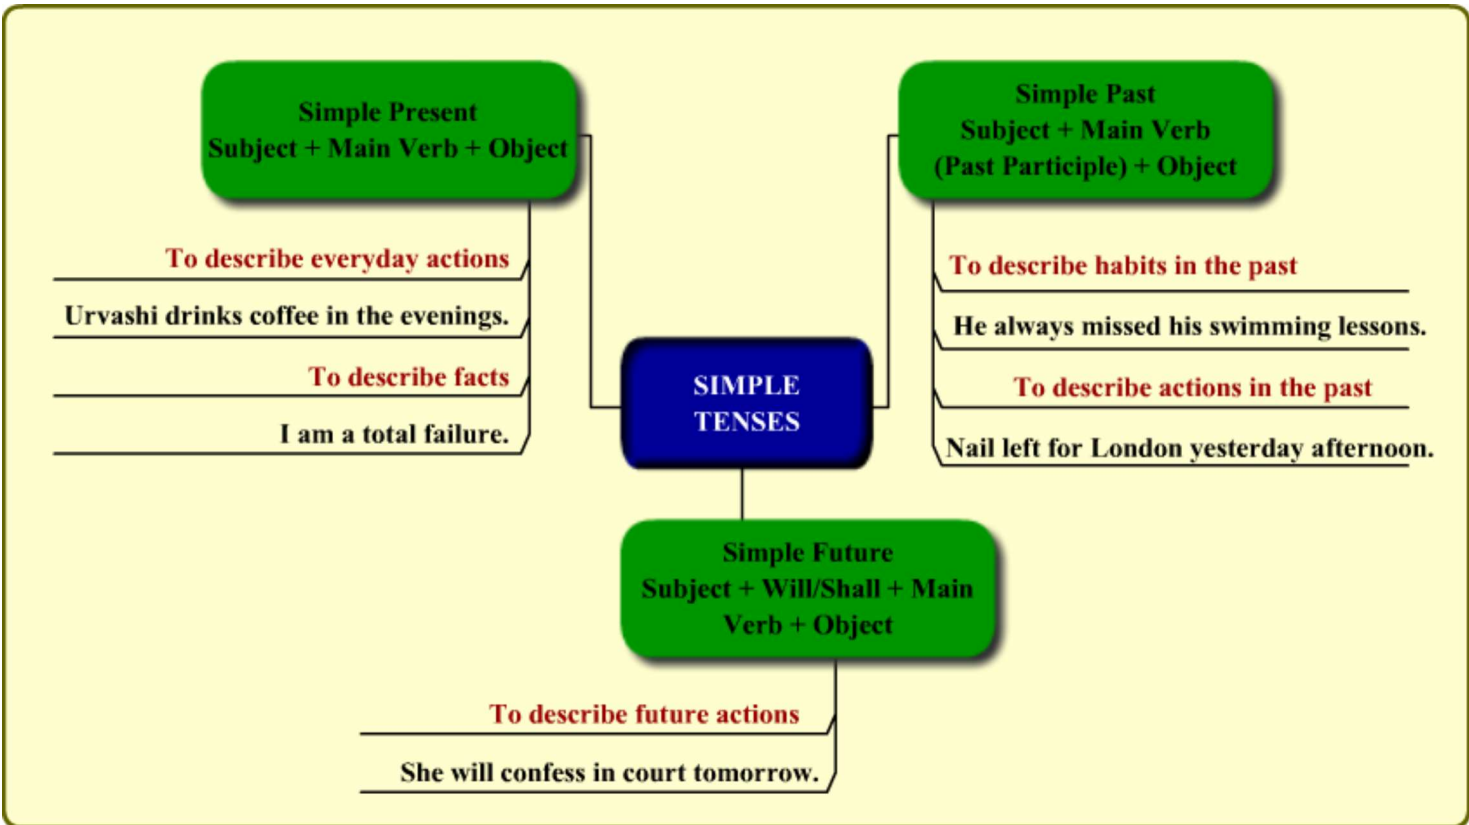 Simple Present
Subject + Main Verb + Object
To describe everyday actions
Urvashi drinks coffee in the evenings.
To describe facts
I am a total failure.
Simple Past
Subject + Main Verb
(Past Participle) + Object
To describe habits in the past
He always missed his swimming lessons.
To describe actions in the past
Nail left for London yesterday afternoon.
SIMPLE
TENSES
Simple Future
Subject + Will/Shall + Main
Verb + Object
To describe future actions
She will confess in court tomorrow.